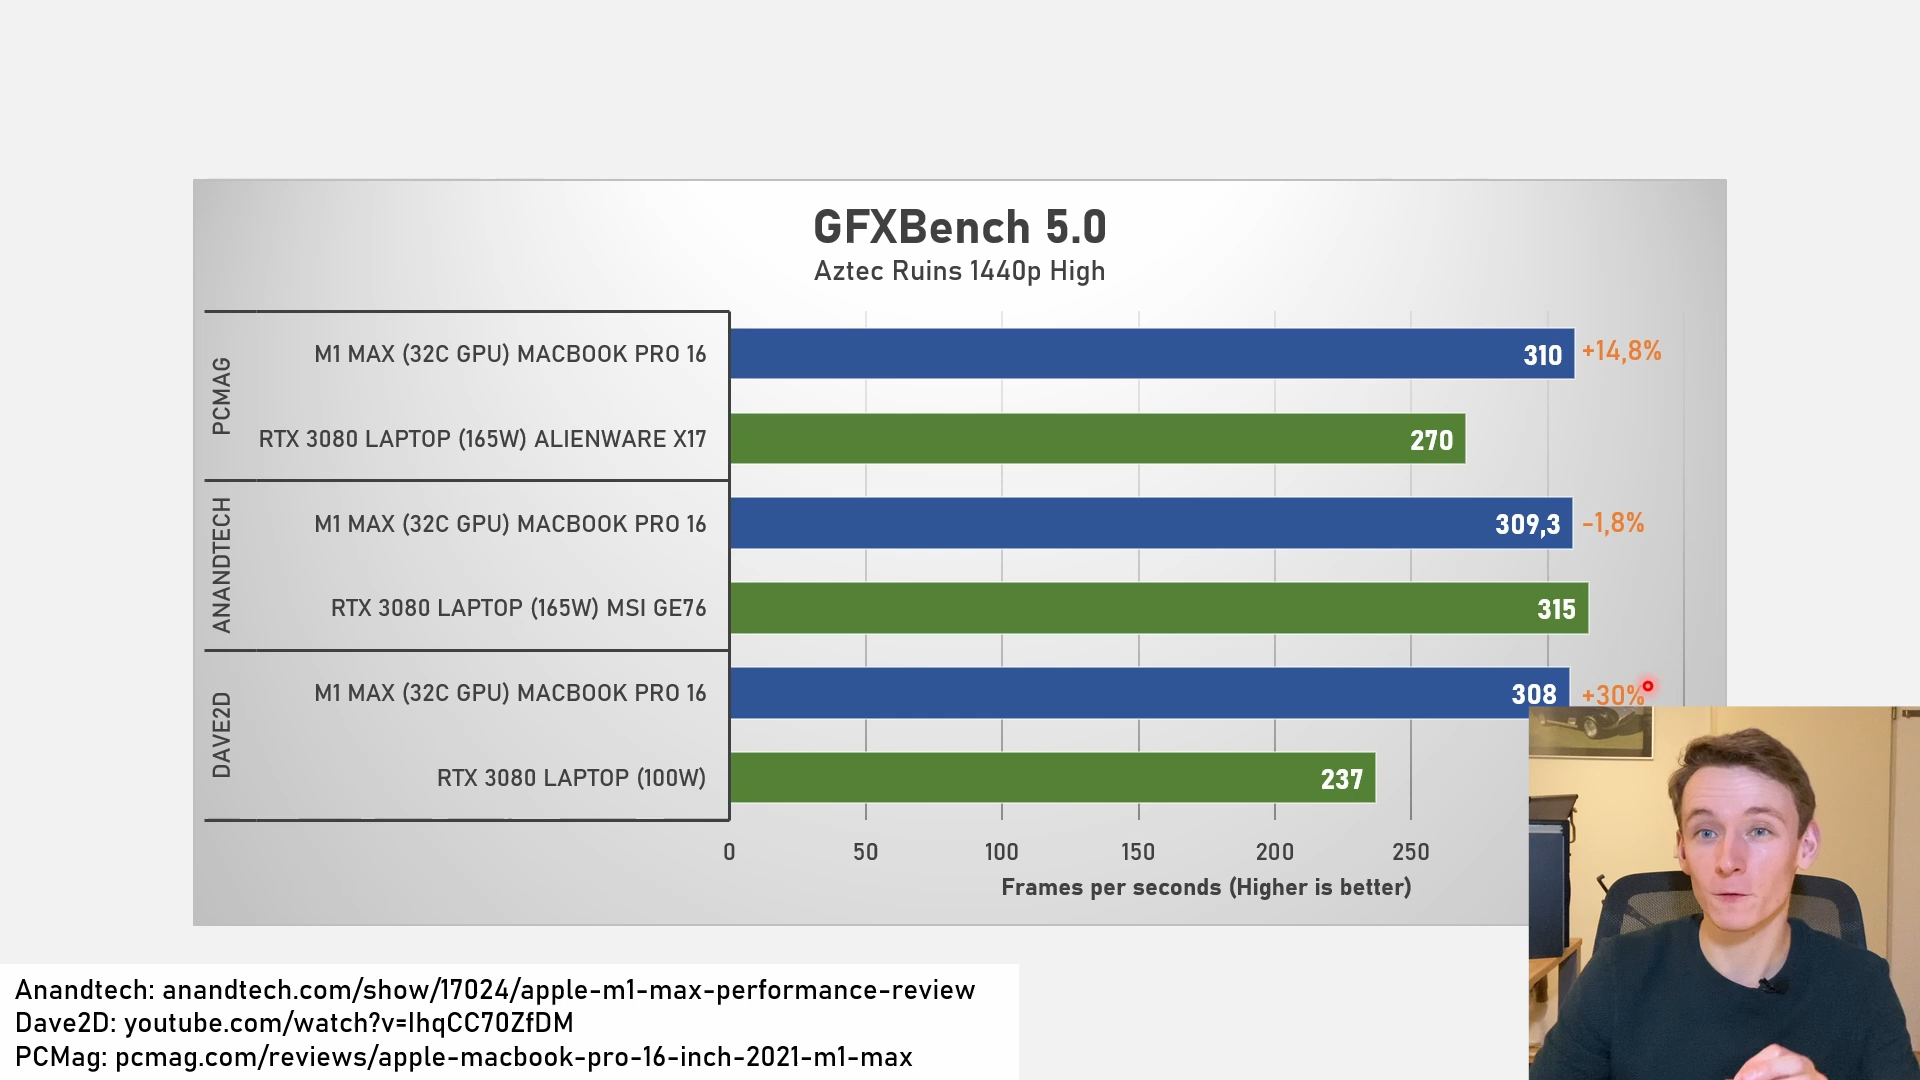 GFXBench 5.0
Aztec Ruins 1440p High
PCMAG
M1 MAX (32C GPU) MACBOOK PRO 16
310
+14,8%
RTX 3080 LAPTOP (165W) ALIENWARE X17
270
ANANDTECH
M1 MAX (32C GPU) MACBOOK PRO 16
309,3
-1,8%
RTX 3080 LAPTOP (165W) MSI GE76
315
DAVE2D
M1 MAX (32C GPU) MACBOOK PRO 16
308
+30%
RTX 3080 LAPTOP (100W)
237
0 50 100 150 200 250
Frames per seconds (Higher is better)
Anandtech: anandtech.com/show/17024/apple-m1-max-performance-review
Dave2D: youtube.com/watch?v=IhqCC70ZfDM
PCMag: pcmag.com/reviews/apple-macbook-pro-16-inch-2021-m1-max